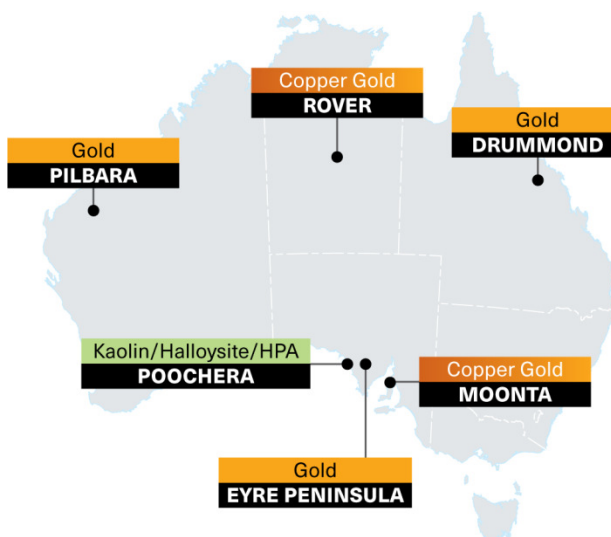 Copper Gold
ROVER
Gold
DRUMMOND
Gold
PILBARA
Kaolin/Halloysite/HPA
POOCHERA
Copper Gold
MOONTA
Gold
EYRE PENINSULA